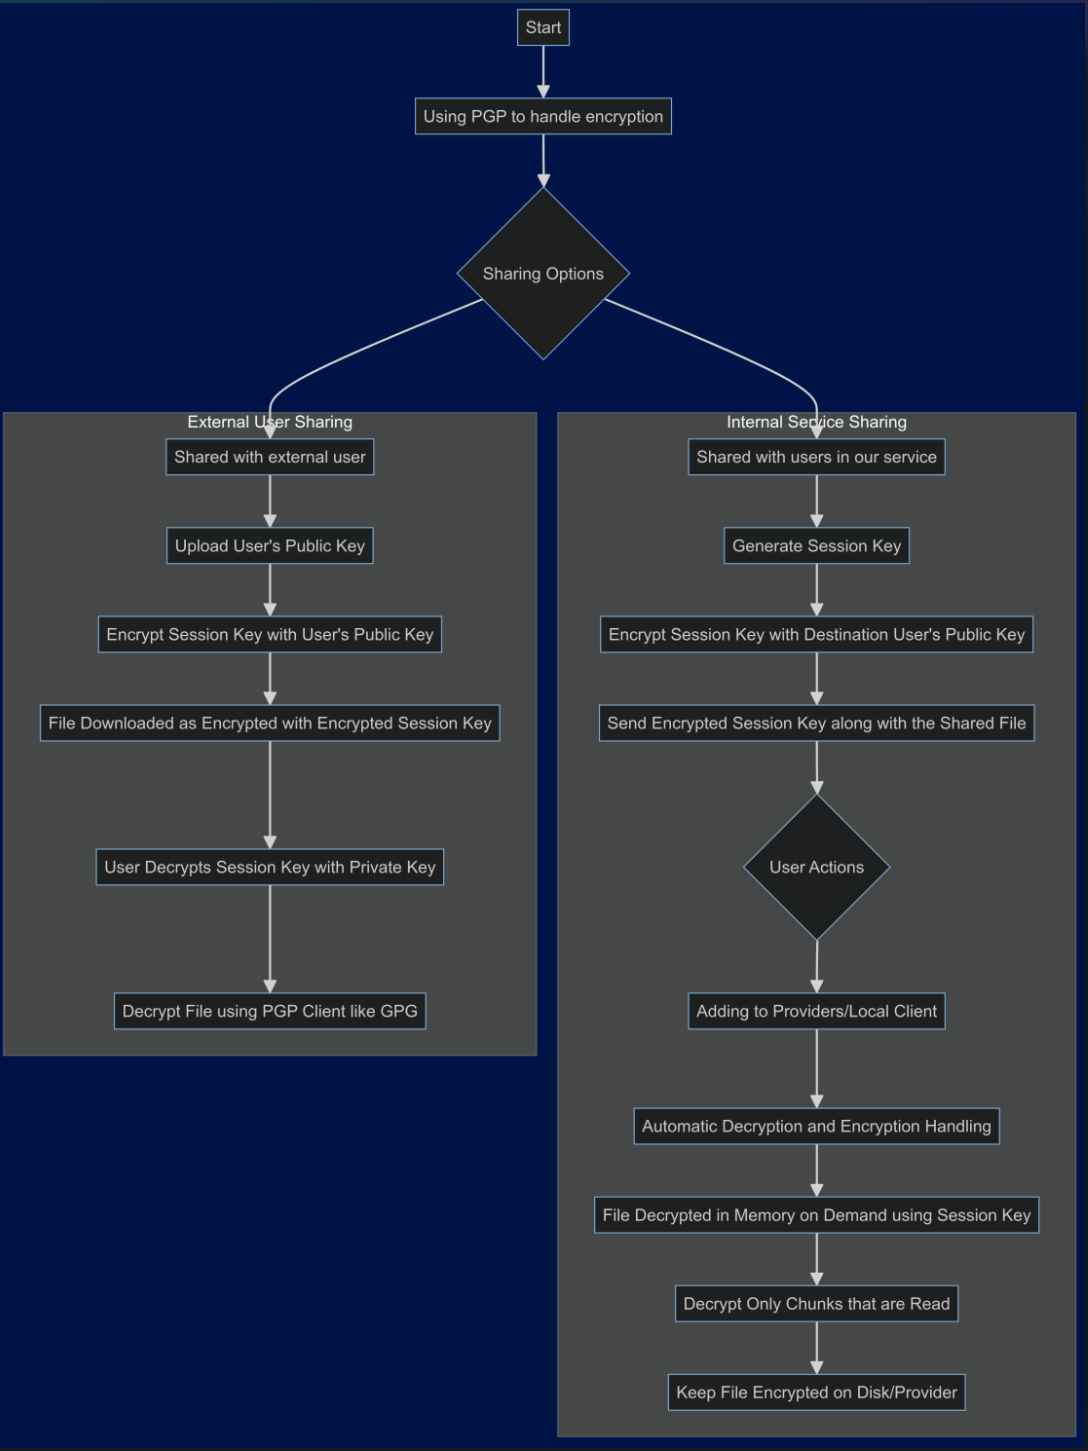 Start
Using PGP to handle encryption
Sharing Options
External User Sharing
Shared with external user
Upload User's Public Key
Encrypt Session Key with User's Public Key
File Downloaded as Encrypted with Encrypted Session Key
User Decrypts Session Key with Private Key
Decrypt File using PGP Client like GPG
Internal Service Sharing
Shared with users in our service
Generate Session Key
Encrypt Session Key with Destination User's Public Key
Send Encrypted Session Key along with the Shared File
User Actions
Adding to Providers/Local Client
Automatic Decryption and Encryption Handling
File Decrypted in Memory on Demand using Session Key
Decrypt Only Chunks that are Read
Keep File Encrypted on Disk/Provider